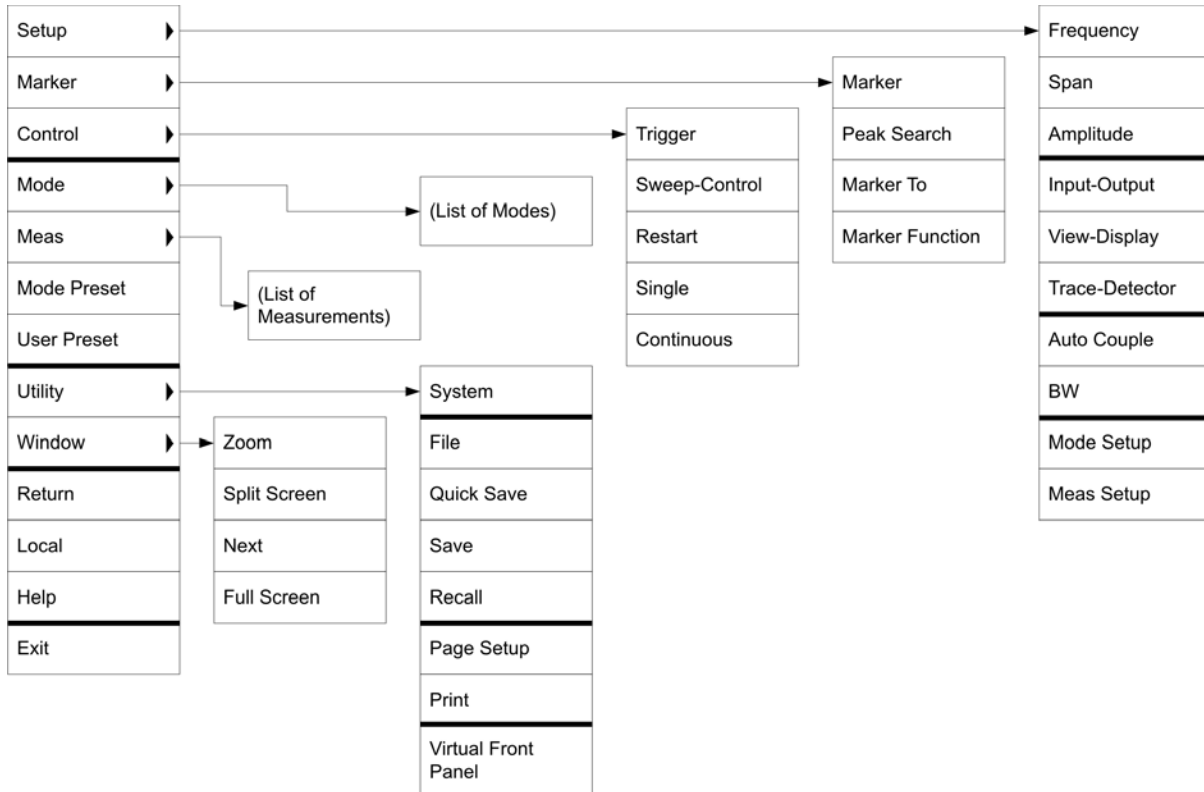 Setup
Marker
Control
Mode
Meas
Mode Preset
User Preset
Utility
Window
Return
Local
Help
Exit
Zoom
Split Screen
Next
Full Screen
(List of
Measurements)
(List of Modes)
System
File
Quick Save
Save
Recall
Page Setup
Print
Virtual Front
Panel
Trigger
Sweep-Control
Restart
Single
Continuous
Marker
Peak Search
Marker To
Marker Function
Frequency
Span
Amplitude
Input-Output
View-Display
Trace-Detector
Auto Couple
BW
Mode Setup
Meas Setup